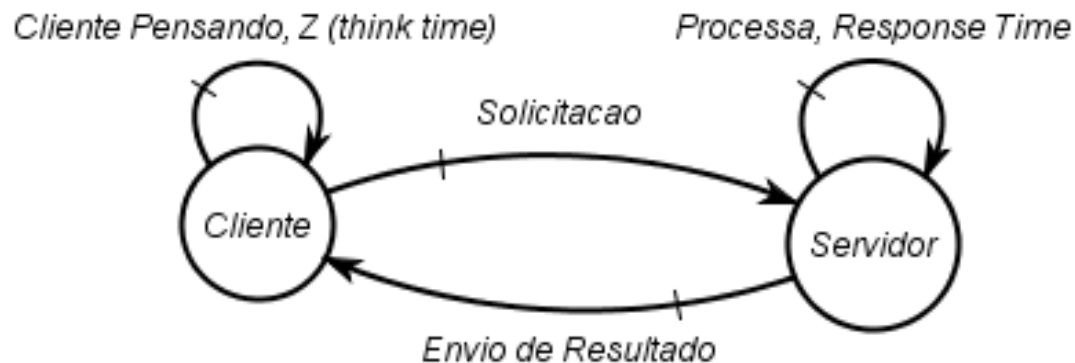 Cliente Pensando, Z (think time)
Processa, Response Time
Solicitacao
Cliente
Servidor
Envio de Resultado